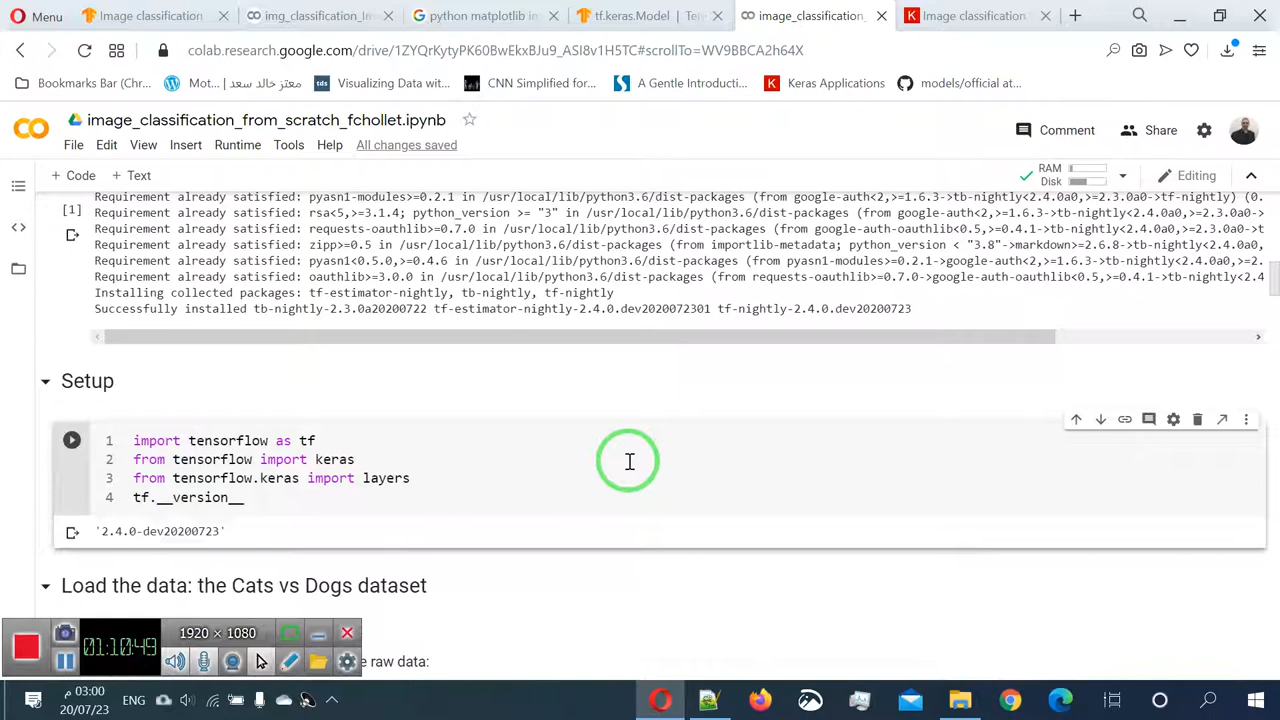 Image classification
img_classification_Im
python matplotlib in
tf.keras.Model | Ten
image_classification_
Image classification
colab.research.google.com/drive/1ZYQrKytyPK60BwEkxBJu9_ASI8v1H5TC#scrollTo=WV9BBCA2h64X
Bookmarks Bar (Chr...
Mot... | معتز خالد سعد
Visualizing Data wit...
CNN Simplified for...
A Gentle Introducti...
Keras Applications
models/official at...
image_classification_from_scratch_fchollet.ipynb
Comment
Share
File Edit View Insert Runtime Tools Help All changes saved
+ Code + Text
RAM
Disk
Editing
Requirement already satisfied: pyasn1-modules>=0.2.1 in /usr/local/lib/python3.6/dist-packages (from google-auth<2,>=1.6.3->tb-nightly<2.4.0a0,>=2.3.0a0->tf-nightly) (0.
[1]
Requirement already satisfied: rsa<5,>=3.1.4; python_version >= "3" in /usr/local/lib/python3.6/dist-packages (from google-auth<2,>=1.6.3->tb-nightly<2.4.0a0,>=2.3.0a0->
Requirement already satisfied: requests-oauthlib>=0.7.0 in /usr/local/lib/python3.6/dist-packages (from google-auth-oauthlib<0.5,>=0.4.1->tb-nightly<2.4.0a0,>=2.3.0a0->t
Requirement already satisfied: zipp>=0.5 in /usr/local/lib/python3.6/dist-packages (from importlib-metadata; python_version < "3.8"->markdown>=2.6.8->tb-nightly<2.4.0a0,
Requirement already satisfied: pyasn1<0.5.0,>=0.4.6 in /usr/local/lib/python3.6/dist-packages (from pyasn1-modules>=0.2.1->google-auth<2,>=1.6.3->tb-nightly<2.4.0a0,>=2.
Requirement already satisfied: oauthlib>=3.0.0 in /usr/local/lib/python3.6/dist-packages (from requests-oauthlib>=0.7.0->google-auth-oauthlib<0.5,>=0.4.1->tb-nightly<2.4
Installing collected packages: tf-estimator-nightly, tb-nightly, tf-nightly
Successfully installed tb-nightly-2.3.0a20200722 tf-estimator-nightly-2.4.0.dev2020072301 tf-nightly-2.4.0.dev20200723
Setup
1 import tensorflow as tf
2 from tensorflow import keras
3 from tensorflow.keras import layers
4 tf.__version__
'2.4.0-dev20200723'
Load the data: the Cats vs Dogs dataset
01:10:49
1920 × 1080
e raw data:
ENG
03:00 م
20/07/23